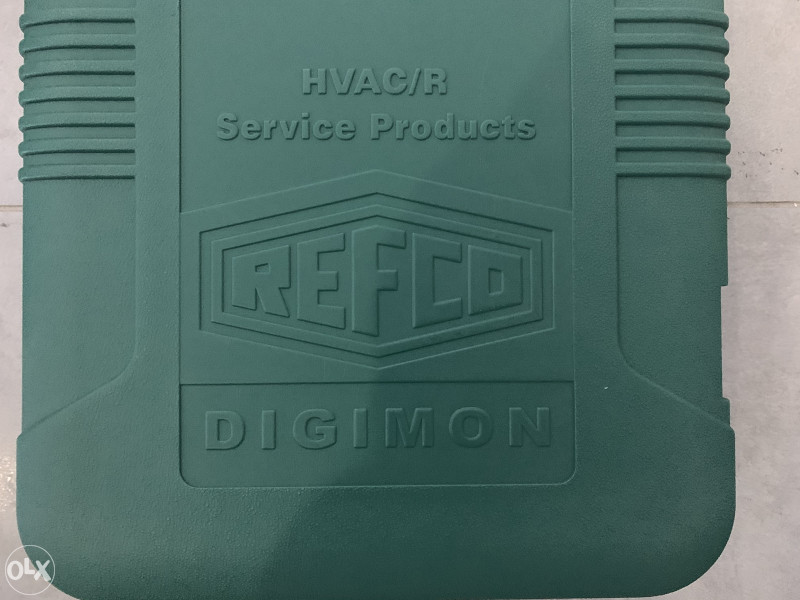 HVAC/R
Service Products
REFCO
DIGIMON
OLX